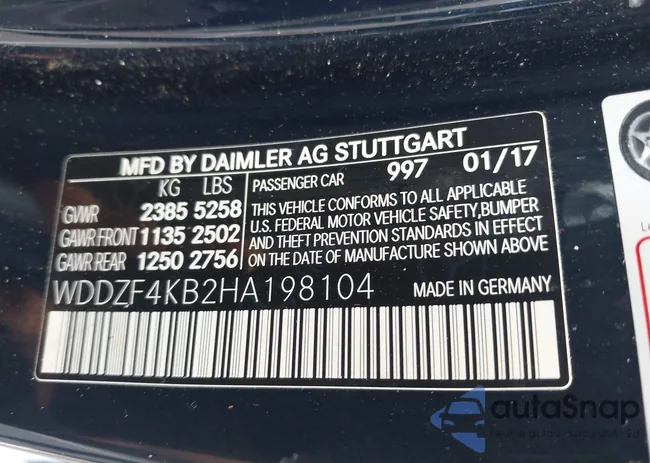 MFD BY DAIMLER AG STUTTGART
KG LBS
GVWR 2385 5258
GAWR FRONT 1135 2502
GAWR REAR 1250 2756
PASSENGER CAR 997 01/17
THIS VEHICLE CONFORMS TO ALL APPLICABLE
U.S. FEDERAL MOTOR VEHICLE SAFETY,BUMPER
AND THEFT PREVENTION STANDARDS IN EFFECT
ON THE DATE OF MANUFACTURE SHOWN ABOVE
WDDZF4KB2HA198104 MADE IN GERMANY
autoSnap